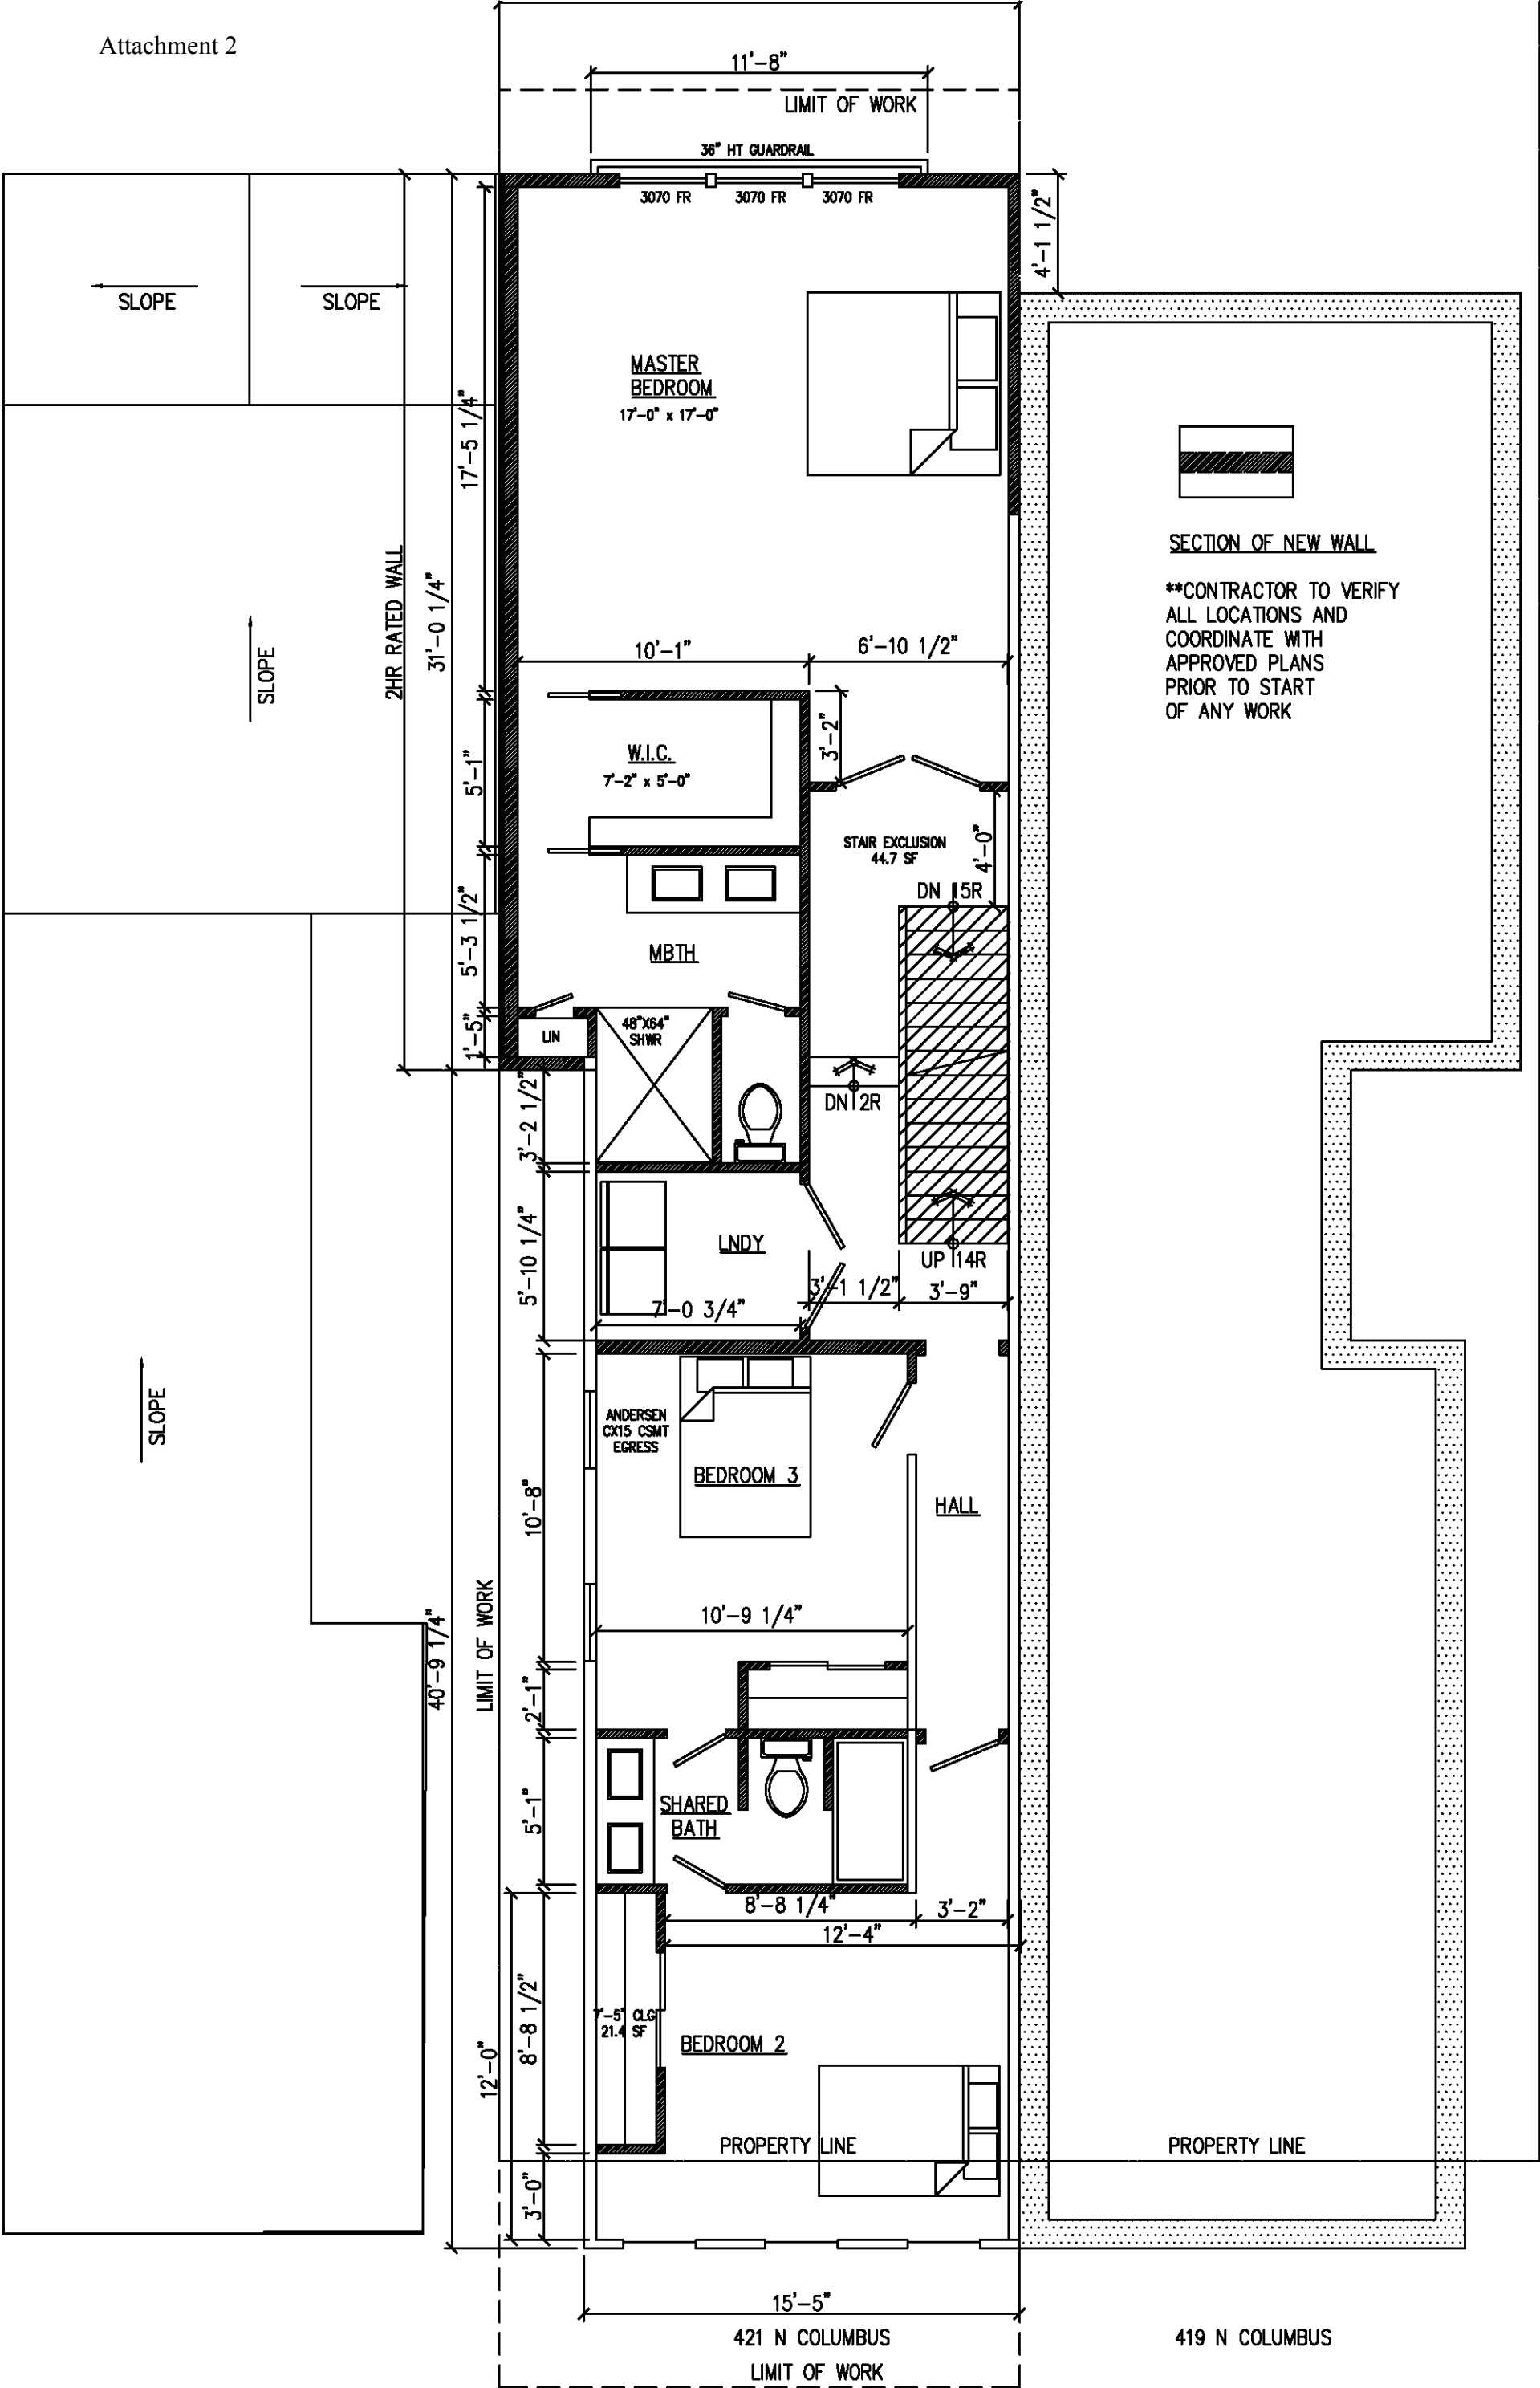 Attachment 2
11'-8"
LIMIT OF WORK
36" HT GUARDRAIL
3070 FR
3070 FR
3070 FR
4'-1 1/2"
SLOPE
SLOPE
MASTER
BEDROOM
17'-0" x 17'-0"
17'-5 1/4"
2HR RATED WALL
31'-0 1/4"
SLOPE
SECTION OF NEW WALL
**CONTRACTOR TO VERIFY
ALL LOCATIONS AND
COORDINATE WITH
APPROVED PLANS
PRIOR TO START
OF ANY WORK
10'-1"
6'-10 1/2"
3'-2"
W.I.C.
7'-2" x 5'-0"
5'-1"
STAIR EXCLUSION
44.7 SF
4'-0"
DN 15R
5'-3 1/2"
MBTH
1'-5"
LIN
48"X64"
SHWR
DN 2R
3'-2 1/2"
5'-10 1/4"
LNDY
UP 14R
3'-1 1/2"
3'-9"
7'-0 3/4"
SLOPE
ANDERSEN
CX15 CSMT
EGRESS
BEDROOM 3
HALL
10'-8"
10'-9 1/4"
40'-9 1/4"
LIMIT OF WORK
2'-1"
5'-1"
SHARED
BATH
8'-8 1/4"
3'-2"
12'-4"
8'-8 1/2"
12'-0"
7'-5" CLG
21.4 SF
BEDROOM 2
PROPERTY LINE
PROPERTY LINE
3'-0"
15'-5"
421 N COLUMBUS
419 N COLUMBUS
LIMIT OF WORK